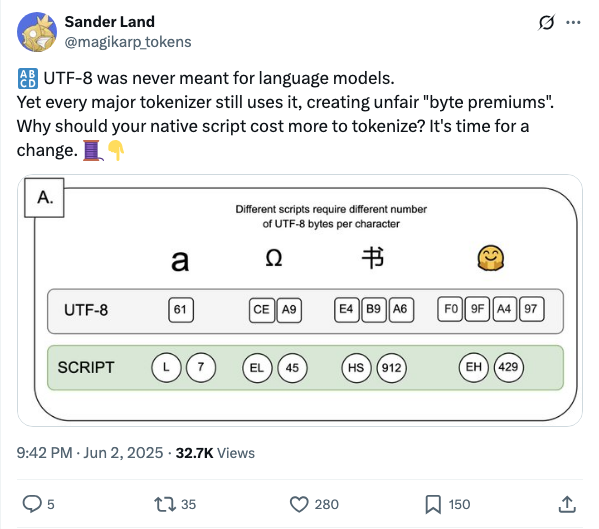 Sander Land
@magikarp_tokens
🔠 UTF-8 was never meant for language models.
Yet every major tokenizer still uses it, creating unfair "byte premiums".
Why should your native script cost more to tokenize? It's time for a
change. 🧵👇
A.
Different scripts require different number
of UTF-8 bytes per character
a Ω 书 🤗
UTF-8 61 CE A9 E4 B9 A6 F0 9F A4 97
SCRIPT L 7 EL 45 HS 912 EH 429
9:42 PM · Jun 2, 2025 · 32.7K Views
5 35 280 150